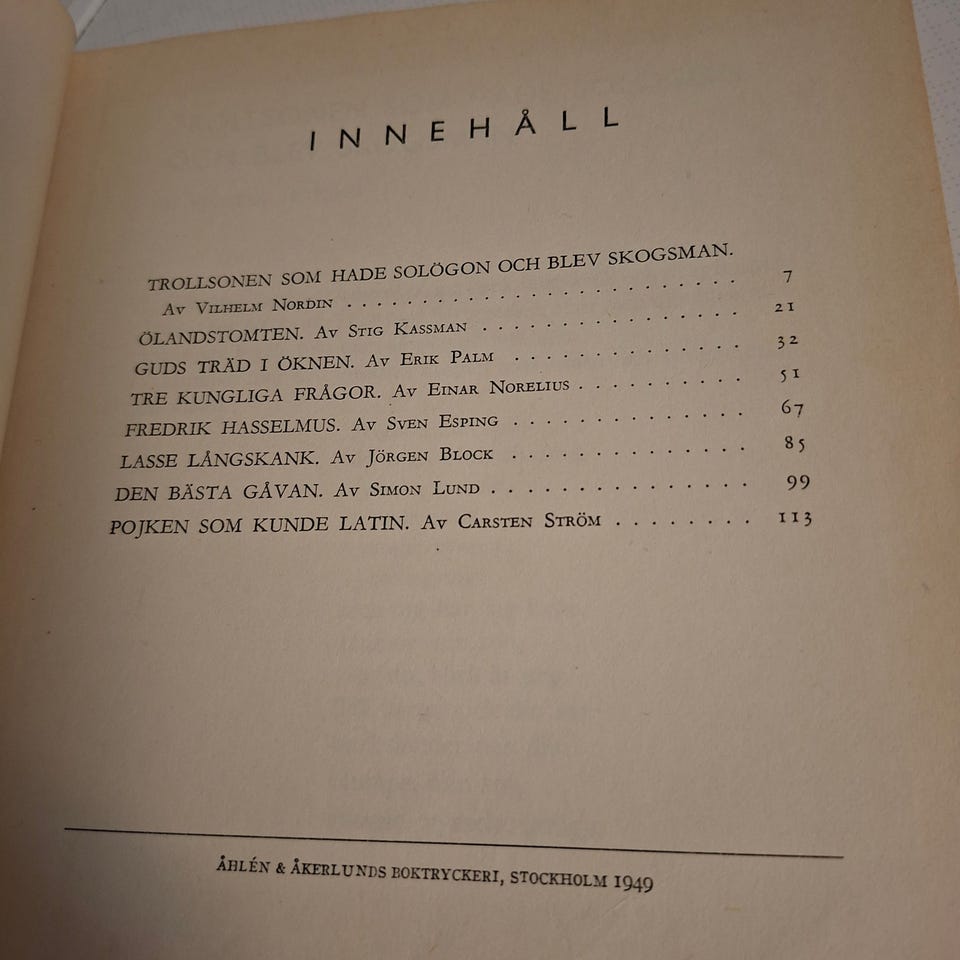 INNEHÅLL
TROLLSONEN SOM HADE SOLÖGON OCH BLEV SKOGSMAN.
Av Vilhelm Nordin . . . . . . . . . . . . . . . . . . . . . . . . 7
ÖLANDSTOMTEN. Av Stig Kassman . . . . . . . . . . . . . . . 21
GUDS TRÄD I ÖKNEN. Av Erik Palm . . . . . . . . . . . . . 32
TRE KUNGLIGA FRÅGOR. Av Einar Norelius . . . . . . . . . . 51
FREDRIK HASSELMUS. Av Sven Esping . . . . . . . . . . . . . 67
LASSE LÅNGSKANK. Av Jörgen Block . . . . . . . . . . . . . 85
DEN BÄSTA GÅVAN. Av Simon Lund . . . . . . . . . . . . . . 99
POJKEN SOM KUNDE LATIN. Av Carsten Ström . . . . . . . . 113
ÅHLÉN & ÅKERLUNDS BOKTRYCKERI, STOCKHOLM 1949